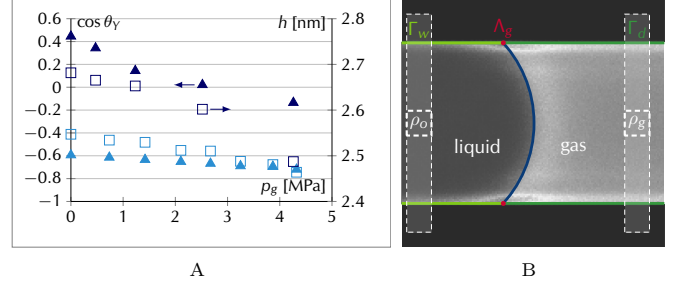 cos θY
h [nm]
0.6
0.4
0.2
0
−0.2
−0.4
−0.6
−0.8
−1
2.8
2.7
2.6
2.5
2.4
pg [MPa]
0 1 2 3 4 5
A
Γw
Λg
Γd
ρo
ρg
liquid
gas
B